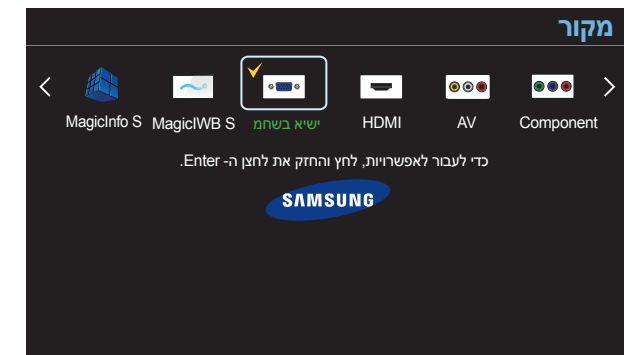 מקור
MagicInfo S MagicIWB S ישיא בשחמ HDMI AV Component
כדי לעבור לאפשרויות, לחץ והחזק את לחצן ה- Enter.
SAMSUNG